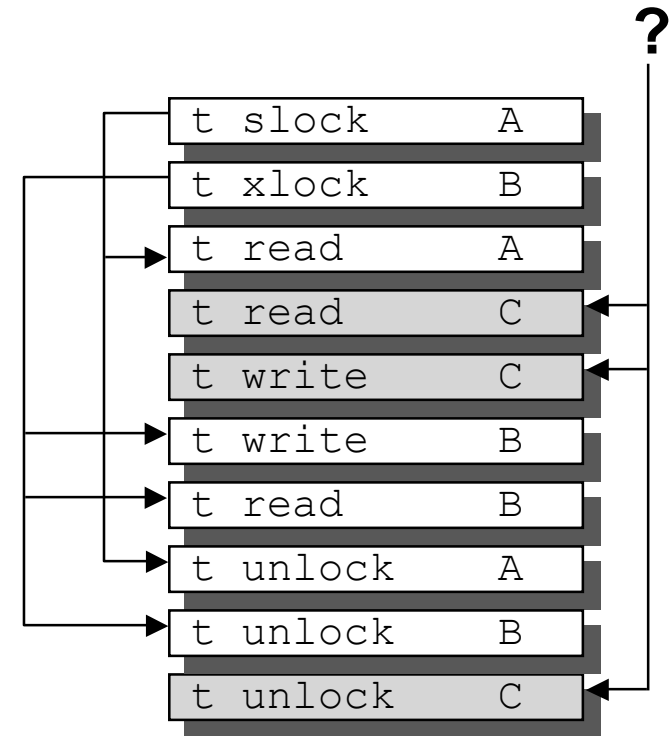 ?
t slock A
t xlock B
t read A
t read C
t write C
t write B
t read B
t unlock A
t unlock B
t unlock C